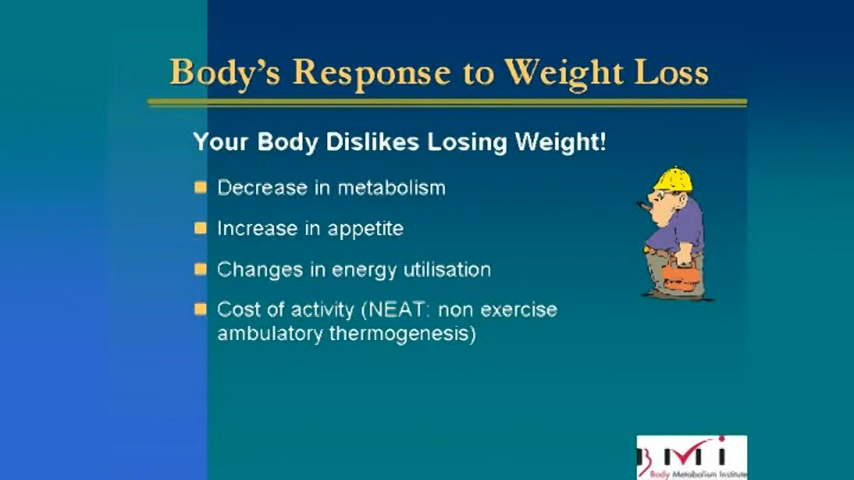 Body's Response to Weight Loss
Your Body Dislikes Losing Weight!
Decrease in metabolism
Increase in appetite
Changes in energy utilisation
Cost of activity (NEAT: non exercise
ambulatory thermogenesis)
BMi
Body Metabolism Institute